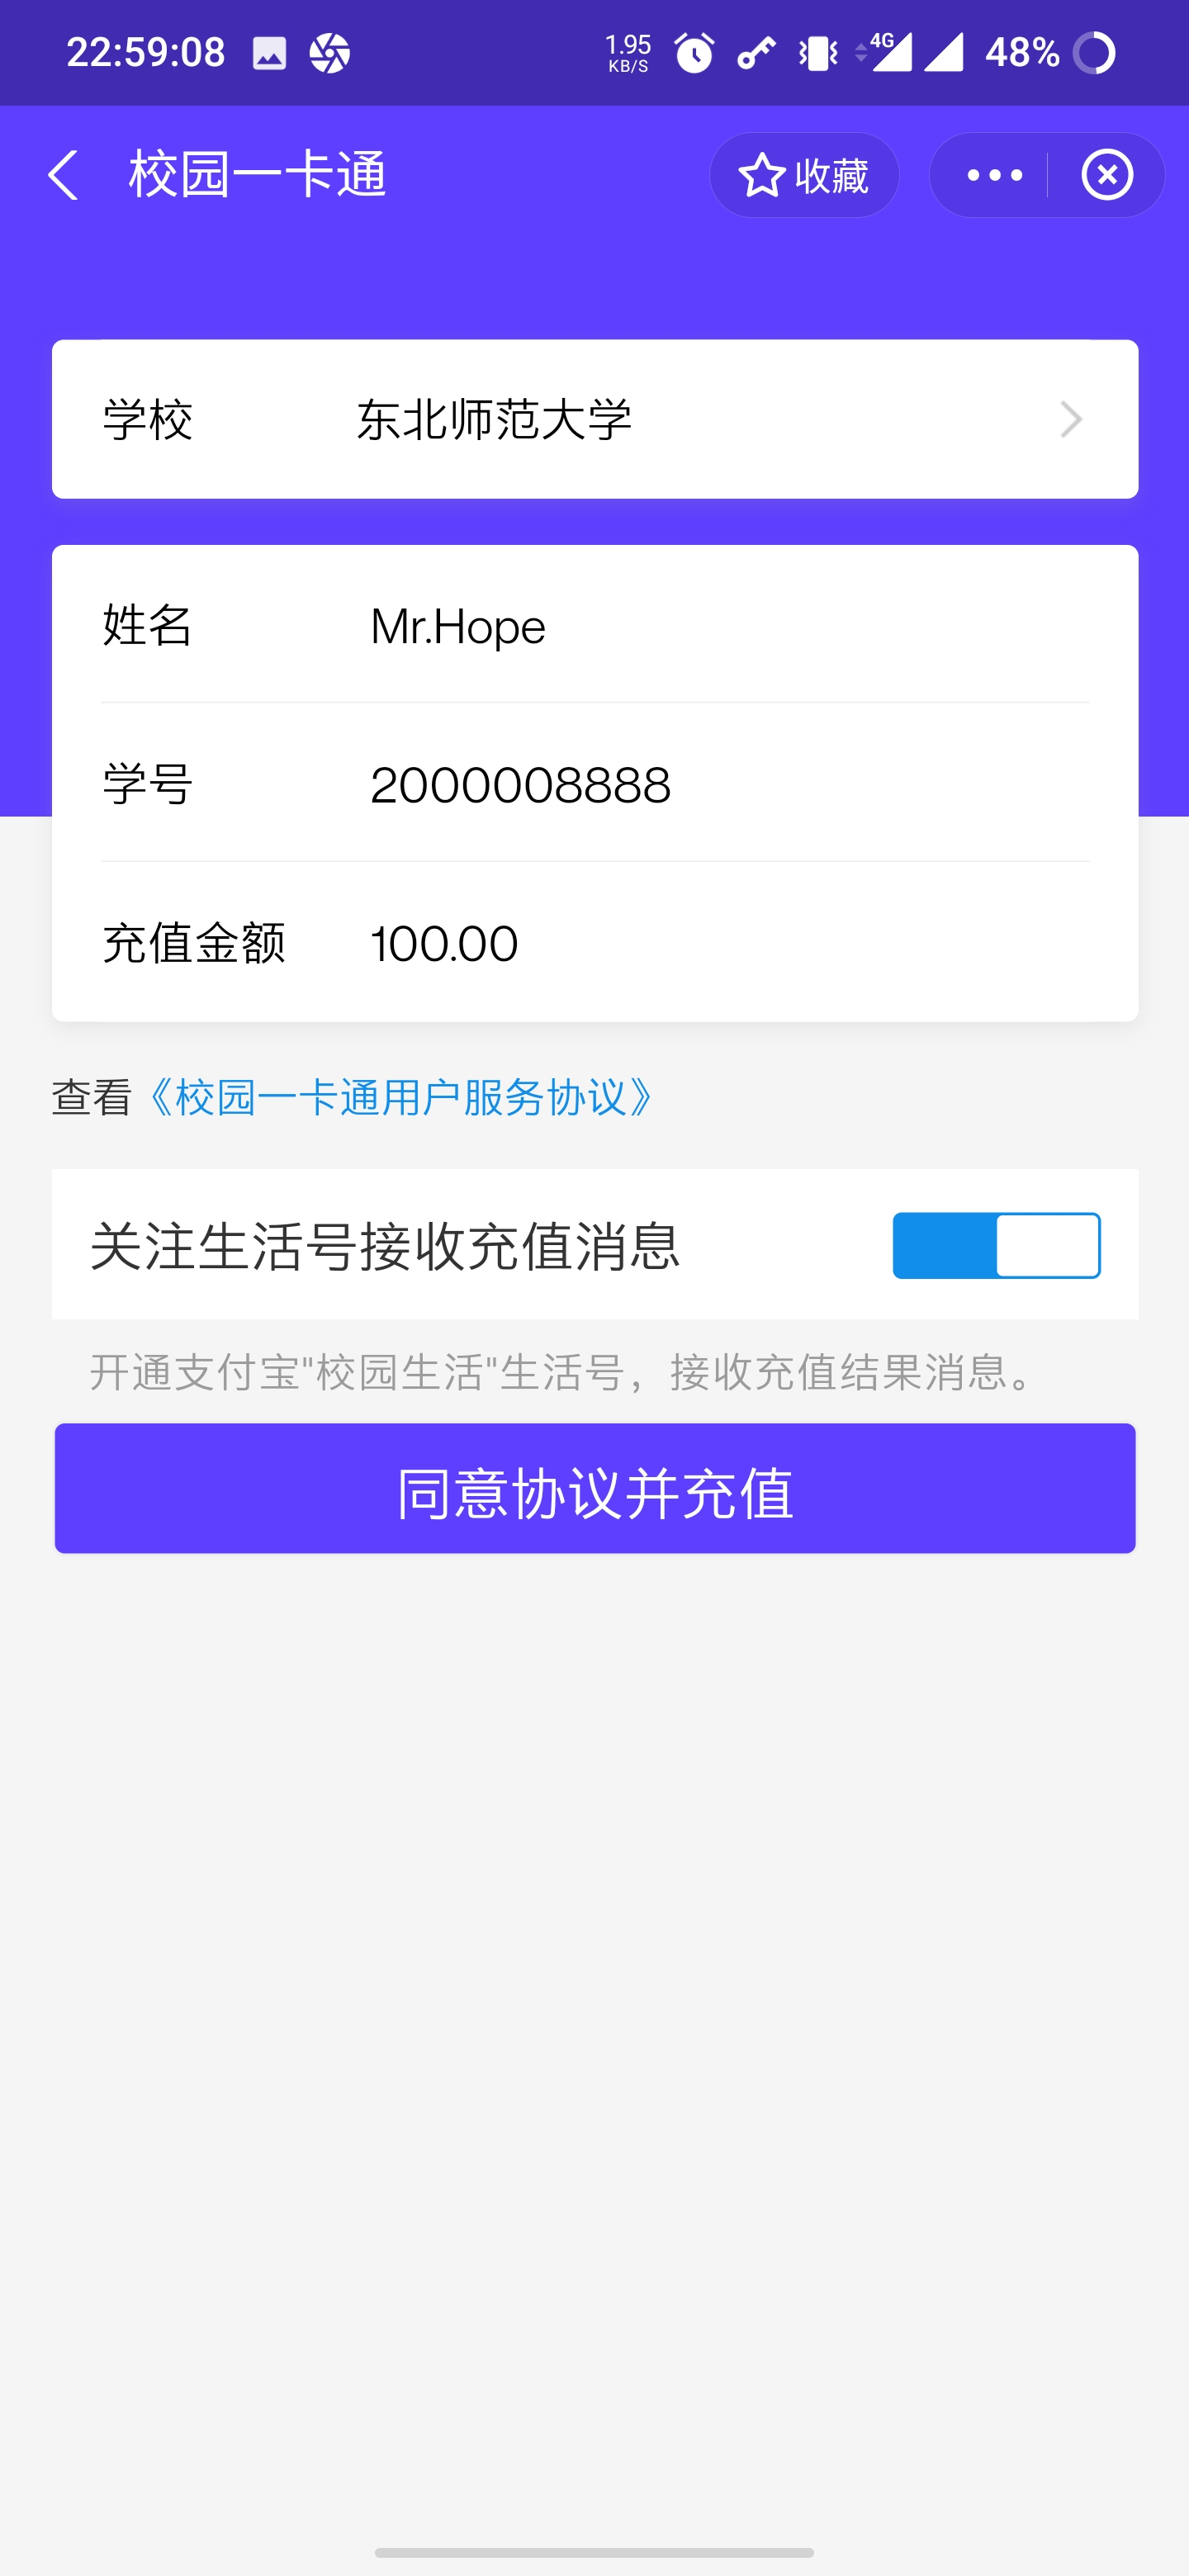 22:59:08 1.95 KB/S 4G 48%
校园一卡通 收藏
学校 东北师范大学
姓名 Mr.Hope
学号 2000008888
充值金额 100.00
查看《校园一卡通用户服务协议》
关注生活号接收充值消息
开通支付宝"校园生活"生活号，接收充值结果消息。
同意协议并充值